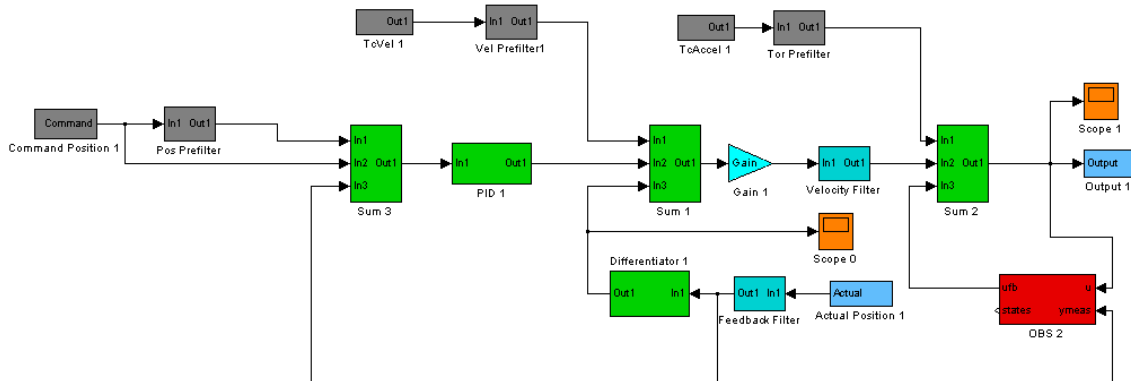 Out1
TcVel 1
In1 Out1
Vel Prefilter1
Out1
TcAccel 1
In1 Out1
Tor Prefilter
Command
Command Position 1
In1 Out1
Pos Prefilter
In1
In2 Out1
In3
Sum 3
In1 Out1
PID 1
In1
In2 Out1
In3
Sum 1
Gain
Gain 1
In1 Out1
Velocity Filter
In1
In2 Out1
In3
Sum 2
Scope 1
Output
Output 1
Scope 0
Differentiator 1
Out1 In1
Out1 In1
Feedback Filter
Actual
Actual Position 1
ufb u
states ymeas
OBS 2